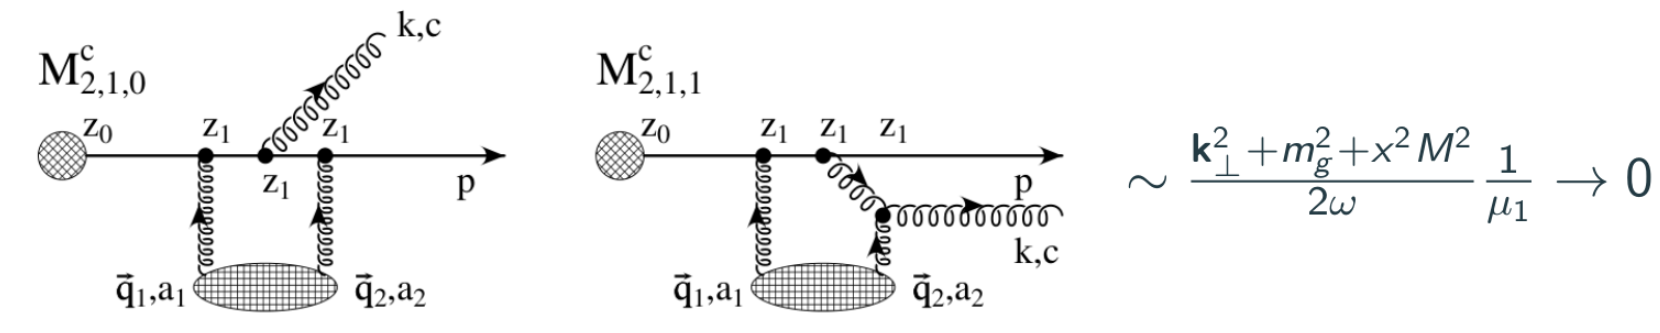 M^c_{2,1,0}
z_0
z_1
z_1
z_1
k,c
p
\vec{q}_1,a_1
\vec{q}_2,a_2
M^c_{2,1,1}
z_0
z_1
z_1
z_1
p
k,c
\vec{q}_1,a_1
\vec{q}_2,a_2
\sim \frac{\mathbf{k}_\perp^2+m_g^2+x^2M^2}{2\omega} \frac{1}{\mu_1} \to 0